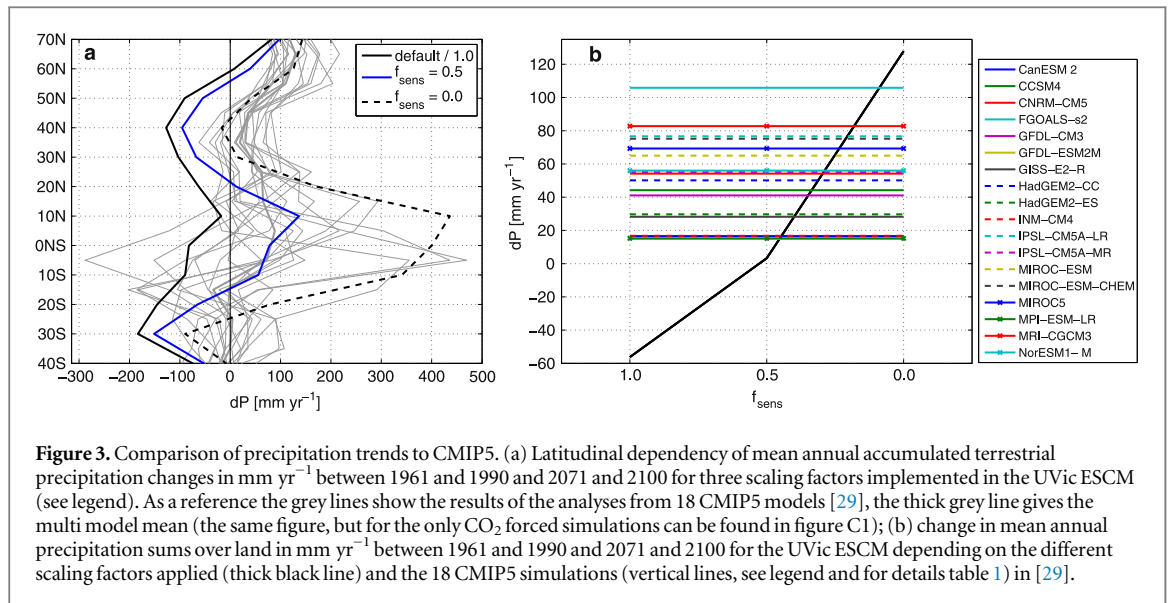 a
70N
60N
50N
40N
30N
20N
10N
0NS
10S
20S
30S
40S
−300 −200 −100 0 100 200 300 400 500
dP [mm yr−1]
default / 1.0
f_sens = 0.5
f_sens = 0.0
b
dP [mm yr−1]
120
100
80
60
40
20
0
−20
−40
−60
1.0 0.5 0.0
f_sens
CanESM 2
CCSM4
CNRM−CM5
FGOALS−s2
GFDL−CM3
GFDL−ESM2M
GISS−E2−R
HadGEM2−CC
HadGEM2−ES
INM−CM4
IPSL−CM5A−LR
IPSL−CM5A−MR
MIROC−ESM
MIROC−ESM−CHEM
MIROC5
MPI−ESM−LR
MRI−CGCM3
NorESM1− M
Figure 3. Comparison of precipitation trends to CMIP5. (a) Latitudinal dependency of mean annual accumulated terrestrial
precipitation changes in mm yr−1 between 1961 and 1990 and 2071 and 2100 for three scaling factors implemented in the UVic ESCM
(see legend). As a reference the grey lines show the results of the analyses from 18 CMIP5 models [29], the thick grey line gives the
multi model mean (the same figure, but for the only CO2 forced simulations can be found in figure C1); (b) change in mean annual
precipitation sums over land in mm yr−1 between 1961 and 1990 and 2071 and 2100 for the UVic ESCM depending on the different
scaling factors applied (thick black line) and the 18 CMIP5 simulations (vertical lines, see legend and for details table 1) in [29].